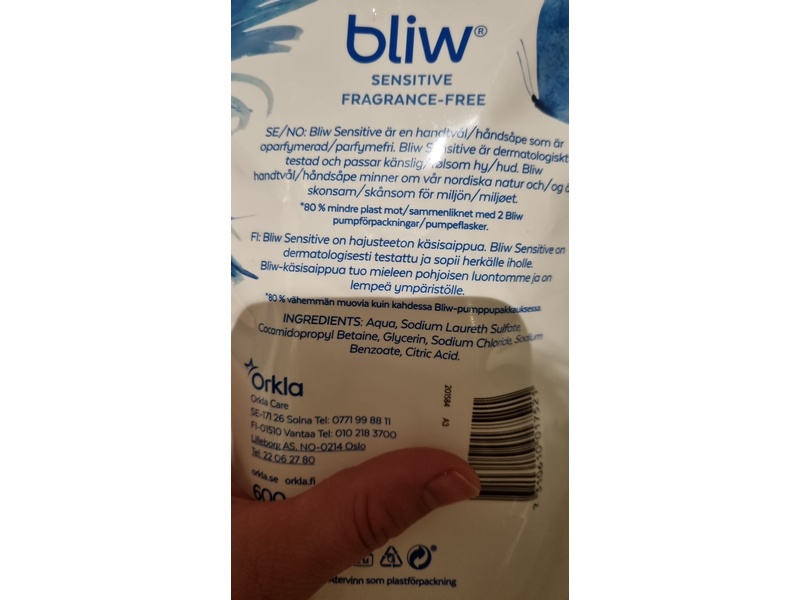 bliw®
SENSITIVE
FRAGRANCE-FREE
SE/NO: Bliw Sensitive är en handtvål/håndsåpe som är
oparfymerad/parfymefri. Bliw Sensitive är dermatologiskt
testad och passar känslig/følsom hy/hud. Bliw
handtvål/håndsåpe minner om vår nordiska natur och/og
skonsam/skånsom för miljön/miljøet.
*80 % mindre plast mot/sammenliknet med 2 Bliw
pumpförpackningar/pumpeflasker.
FI: Bliw Sensitive on hajusteeton käsisaippua. Bliw Sensitive on
dermatologisesti testattu ja sopii herkälle iholle.
Bliw-käsisaippua tuo mieleen pohjoisen luontomme ja on
lempeä ympäristölle.
*80 % vähemmän muovia kuin kahdessa Bliw-pumppupakkauksessa.
INGREDIENTS: Aqua, Sodium Laureth Sulfate,
Cocamidopropyl Betaine, Glycerin, Sodium Chloride, Sodium
Benzoate, Citric Acid.
Orkla
Orkla Care
SE-171 26 Solna Tel: 0771 99 88 11
FI-01510 Vantaa Tel: 010 218 3700
Lilleborg AS, NO-0214 Oslo
Tel: 22 06 27 80
orkla.se orkla.fi
600
201584 A3
Återvinn som plastförpackning